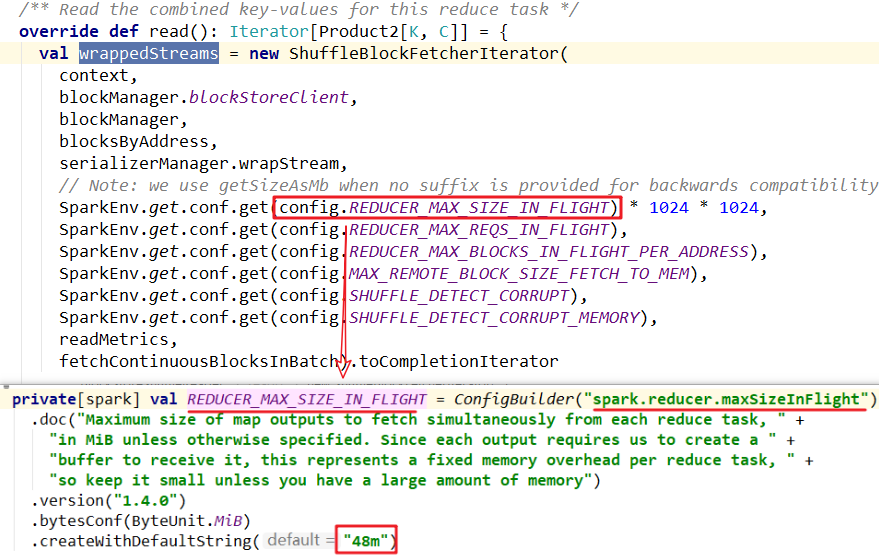 /** Read the combined key-values for this reduce task */
override def read(): Iterator[Product2[K, C]] = {
  val wrappedStreams = new ShuffleBlockFetcherIterator(
    context,
    blockManager.blockStoreClient,
    blockManager,
    blocksByAddress,
    serializerManager.wrapStream,
    // Note: we use getSizeAsMb when no suffix is provided for backwards compatibility
    SparkEnv.get.conf.get(config.REDUCER_MAX_SIZE_IN_FLIGHT) * 1024 * 1024,
    SparkEnv.get.conf.get(config.REDUCER_MAX_REQS_IN_FLIGHT),
    SparkEnv.get.conf.get(config.REDUCER_MAX_BLOCKS_IN_FLIGHT_PER_ADDRESS),
    SparkEnv.get.conf.get(config.MAX_REMOTE_BLOCK_SIZE_FETCH_TO_MEM),
    SparkEnv.get.conf.get(config.SHUFFLE_DETECT_CORRUPT),
    SparkEnv.get.conf.get(config.SHUFFLE_DETECT_CORRUPT_MEMORY),
    readMetrics,
    fetchContinuousBlocksInBatch).toCompletionIterator
private[spark] val REDUCER_MAX_SIZE_IN_FLIGHT = ConfigBuilder("spark.reducer.maxSizeInFlight")
  .doc("Maximum size of map outputs to fetch simultaneously from each reduce task, " +
    "in MiB unless otherwise specified. Since each output requires us to create a " +
    "buffer to receive it, this represents a fixed memory overhead per reduce task, " +
    "so keep it small unless you have a large amount of memory")
  .version("1.4.0")
  .bytesConf(ByteUnit.MiB)
  .createWithDefaultString( default = "48m")